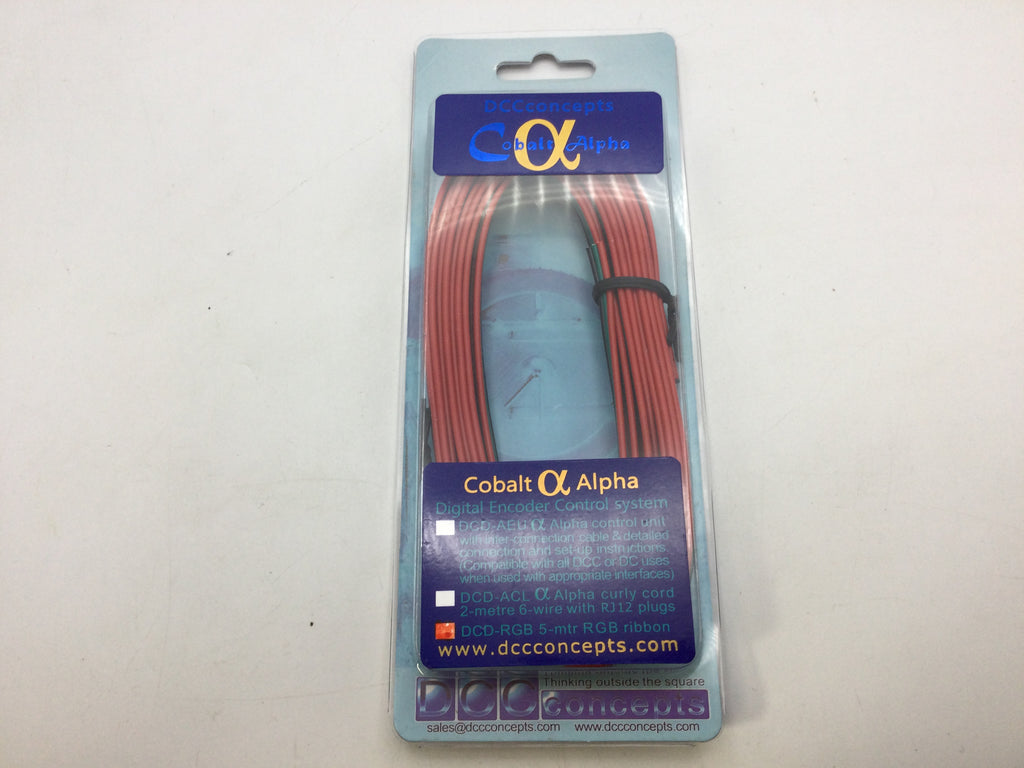 DCCconcepts
Cobalt α Alpha
Cobalt α Alpha
Digital Encoder Control system
DCD-AEU α Alpha control unit
with inter-connection cable & detailed
connection and set-up instructions.
(Compatible with all DCC or DC uses
when used with appropriate interfaces)
DCD-ACL α Alpha curly cord
2-metre 6-wire with RJ12 plugs
DCD-RGB 5-mtr RGB ribbon
www.dccconcepts.com
Thinking outside the square
DCC concepts
sales@dccconcepts.com www.dccconcepts.com